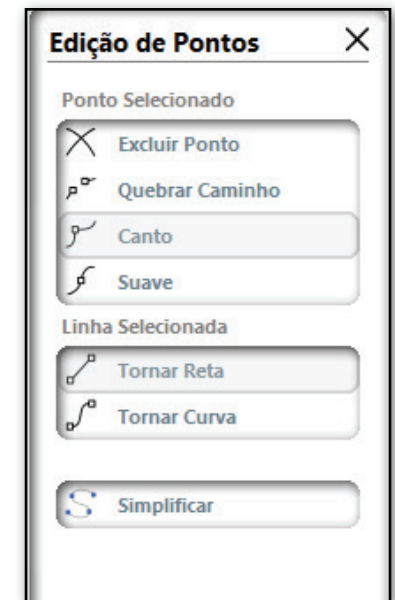 Edição de Pontos
Ponto Selecionado
Excluir Ponto
Quebrar Caminho
Canto
Suave
Linha Selecionada
Tornar Reta
Tornar Curva
Simplificar